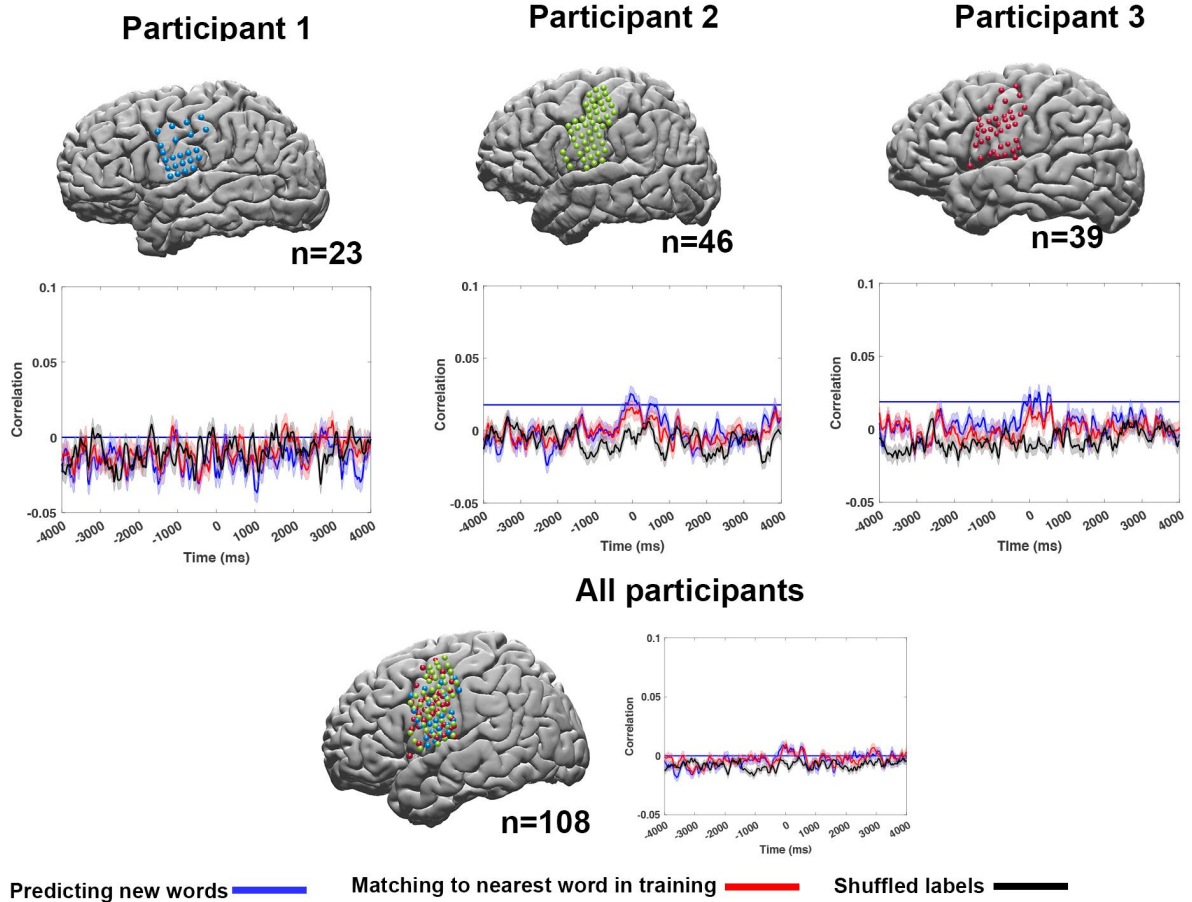 Participant 1
Participant 2
Participant 3
n=23
n=46
n=39
0.1
0.05
0
-0.05
Correlation
-4000 -3000 -2000 -1000 0 1000 2000 3000 4000
Time (ms)
0.1
0.05
0
-0.05
Correlation
-4000 -3000 -2000 -1000 0 1000 2000 3000 4000
Time (ms)
0.1
0.05
0
-0.05
Correlation
-4000 -3000 -2000 -1000 0 1000 2000 3000 4000
Time (ms)
All participants
n=108
0.1
0.05
0
-0.05
Correlation
-4000 -3000 -2000 -1000 0 1000 2000 3000 4000
Time (ms)
Predicting new words Matching to nearest word in training Shuffled labels